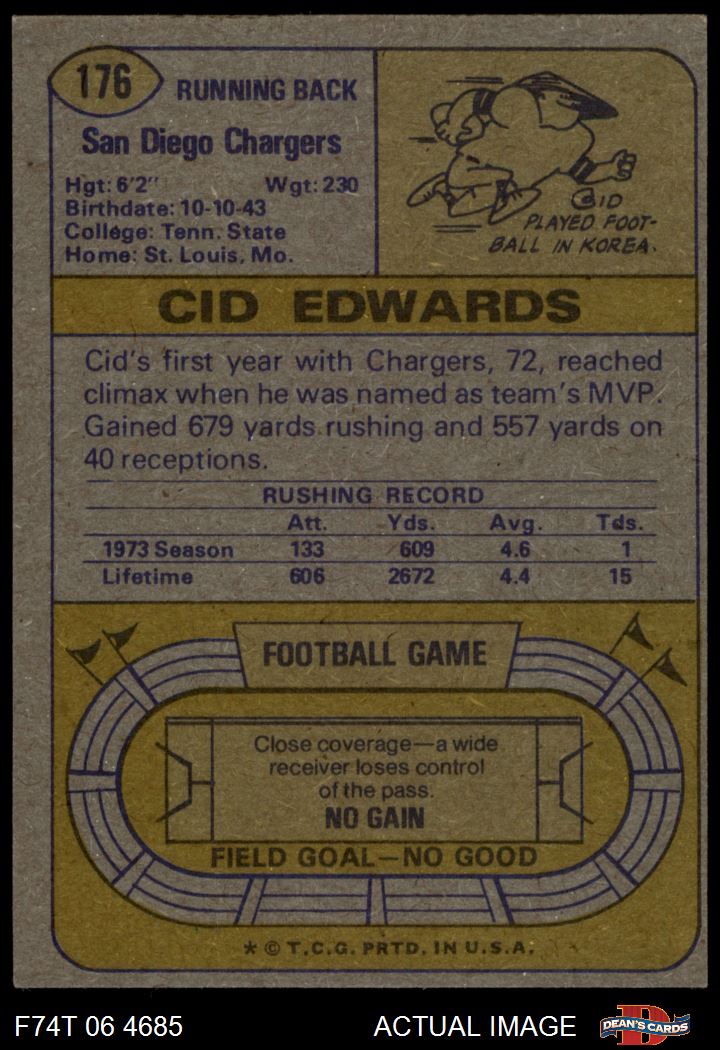 176
RUNNING BACK
San Diego Chargers
Hgt: 6'2" Wgt: 230
Birthdate: 10-10-43
College: Tenn. State
Home: St. Louis, Mo.
CID
PLAYED FOOT-
BALL IN KOREA.
CID EDWARDS
Cid's first year with Chargers, 72, reached
climax when he was named as team's MVP.
Gained 679 yards rushing and 557 yards on
40 receptions.
RUSHING RECORD
Att. Yds. Avg. Tds.
1973 Season 133 609 4.6 1
Lifetime 606 2672 4.4 15
FOOTBALL GAME
Close coverage—a wide
receiver loses control
of the pass.
NO GAIN
FIELD GOAL—NO GOOD
* © T.C.G. PRTD. IN U.S.A.
F74T 06 4685 ACTUAL IMAGE DEAN'S CARDS